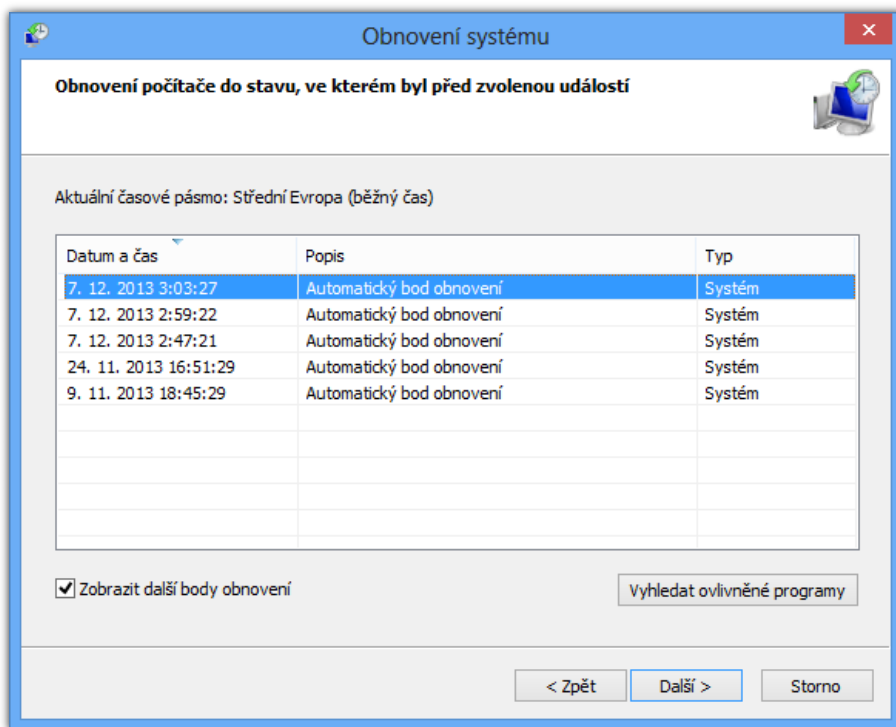 Obnovení systému
Obnovení počítače do stavu, ve kterém byl před zvolenou událostí
Aktuální časové pásmo: Střední Evropa (běžný čas)
Datum a čas Popis Typ
7. 12. 2013 3:03:27 Automatický bod obnovení Systém
7. 12. 2013 2:59:22 Automatický bod obnovení Systém
7. 12. 2013 2:47:21 Automatický bod obnovení Systém
24. 11. 2013 16:51:29 Automatický bod obnovení Systém
9. 11. 2013 18:45:29 Automatický bod obnovení Systém
Zobrazit další body obnovení Vyhledat ovlivněné programy
< Zpět Další > Storno